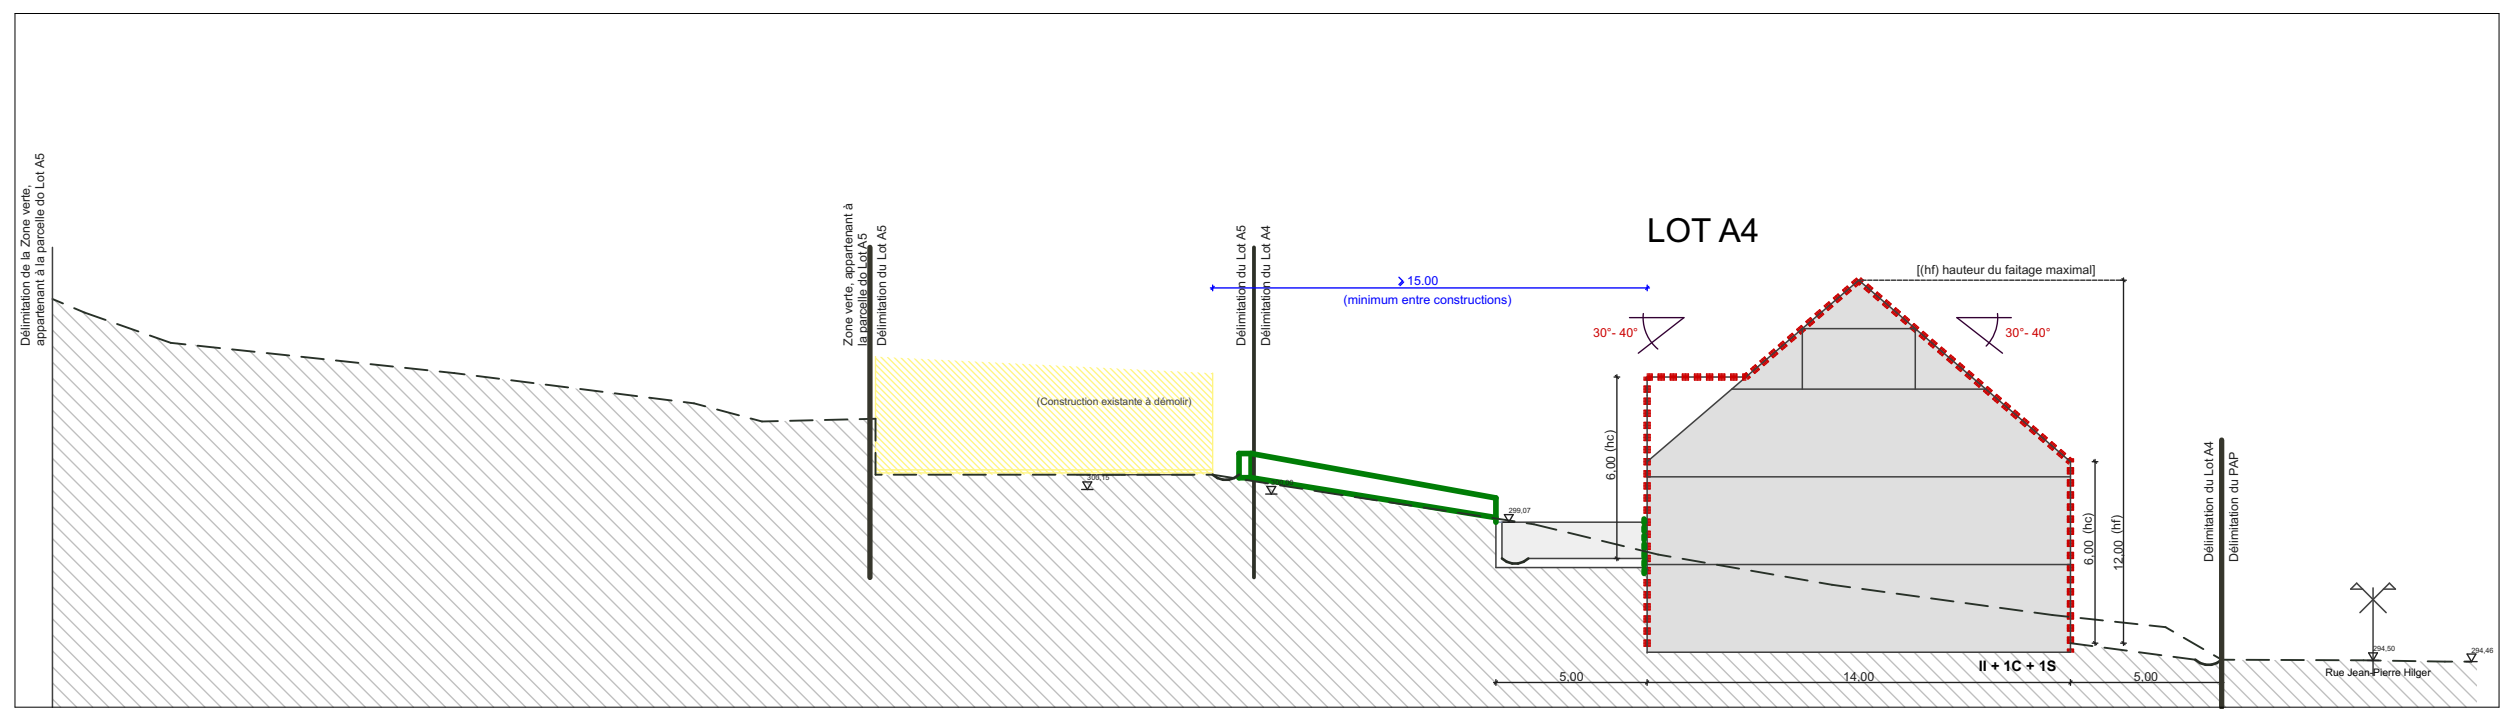 Délimitation de la Zone verte,
appartenant à la parcelle do Lot A5
Zone verte, appartenant à
la parcelle do Lot A5
Délimitation du Lot A5
(Construction existante à démolir)
300,15
Délimitation du Lot A5
Délimitation du Lot A4
15.00
(minimum entre constructions)
LOT A4
[(hf) hauteur du faitage maximal]
30°- 40°
30°- 40°
6,00 (hc)
299,07
6,00 (hc)
12,00 (hf)
Délimitation du Lot A4
Délimitation du PAP
II + 1C + 1S
5,00
14,00
5,00
294,50
294,46
Rue Jean-Pierre Hilger